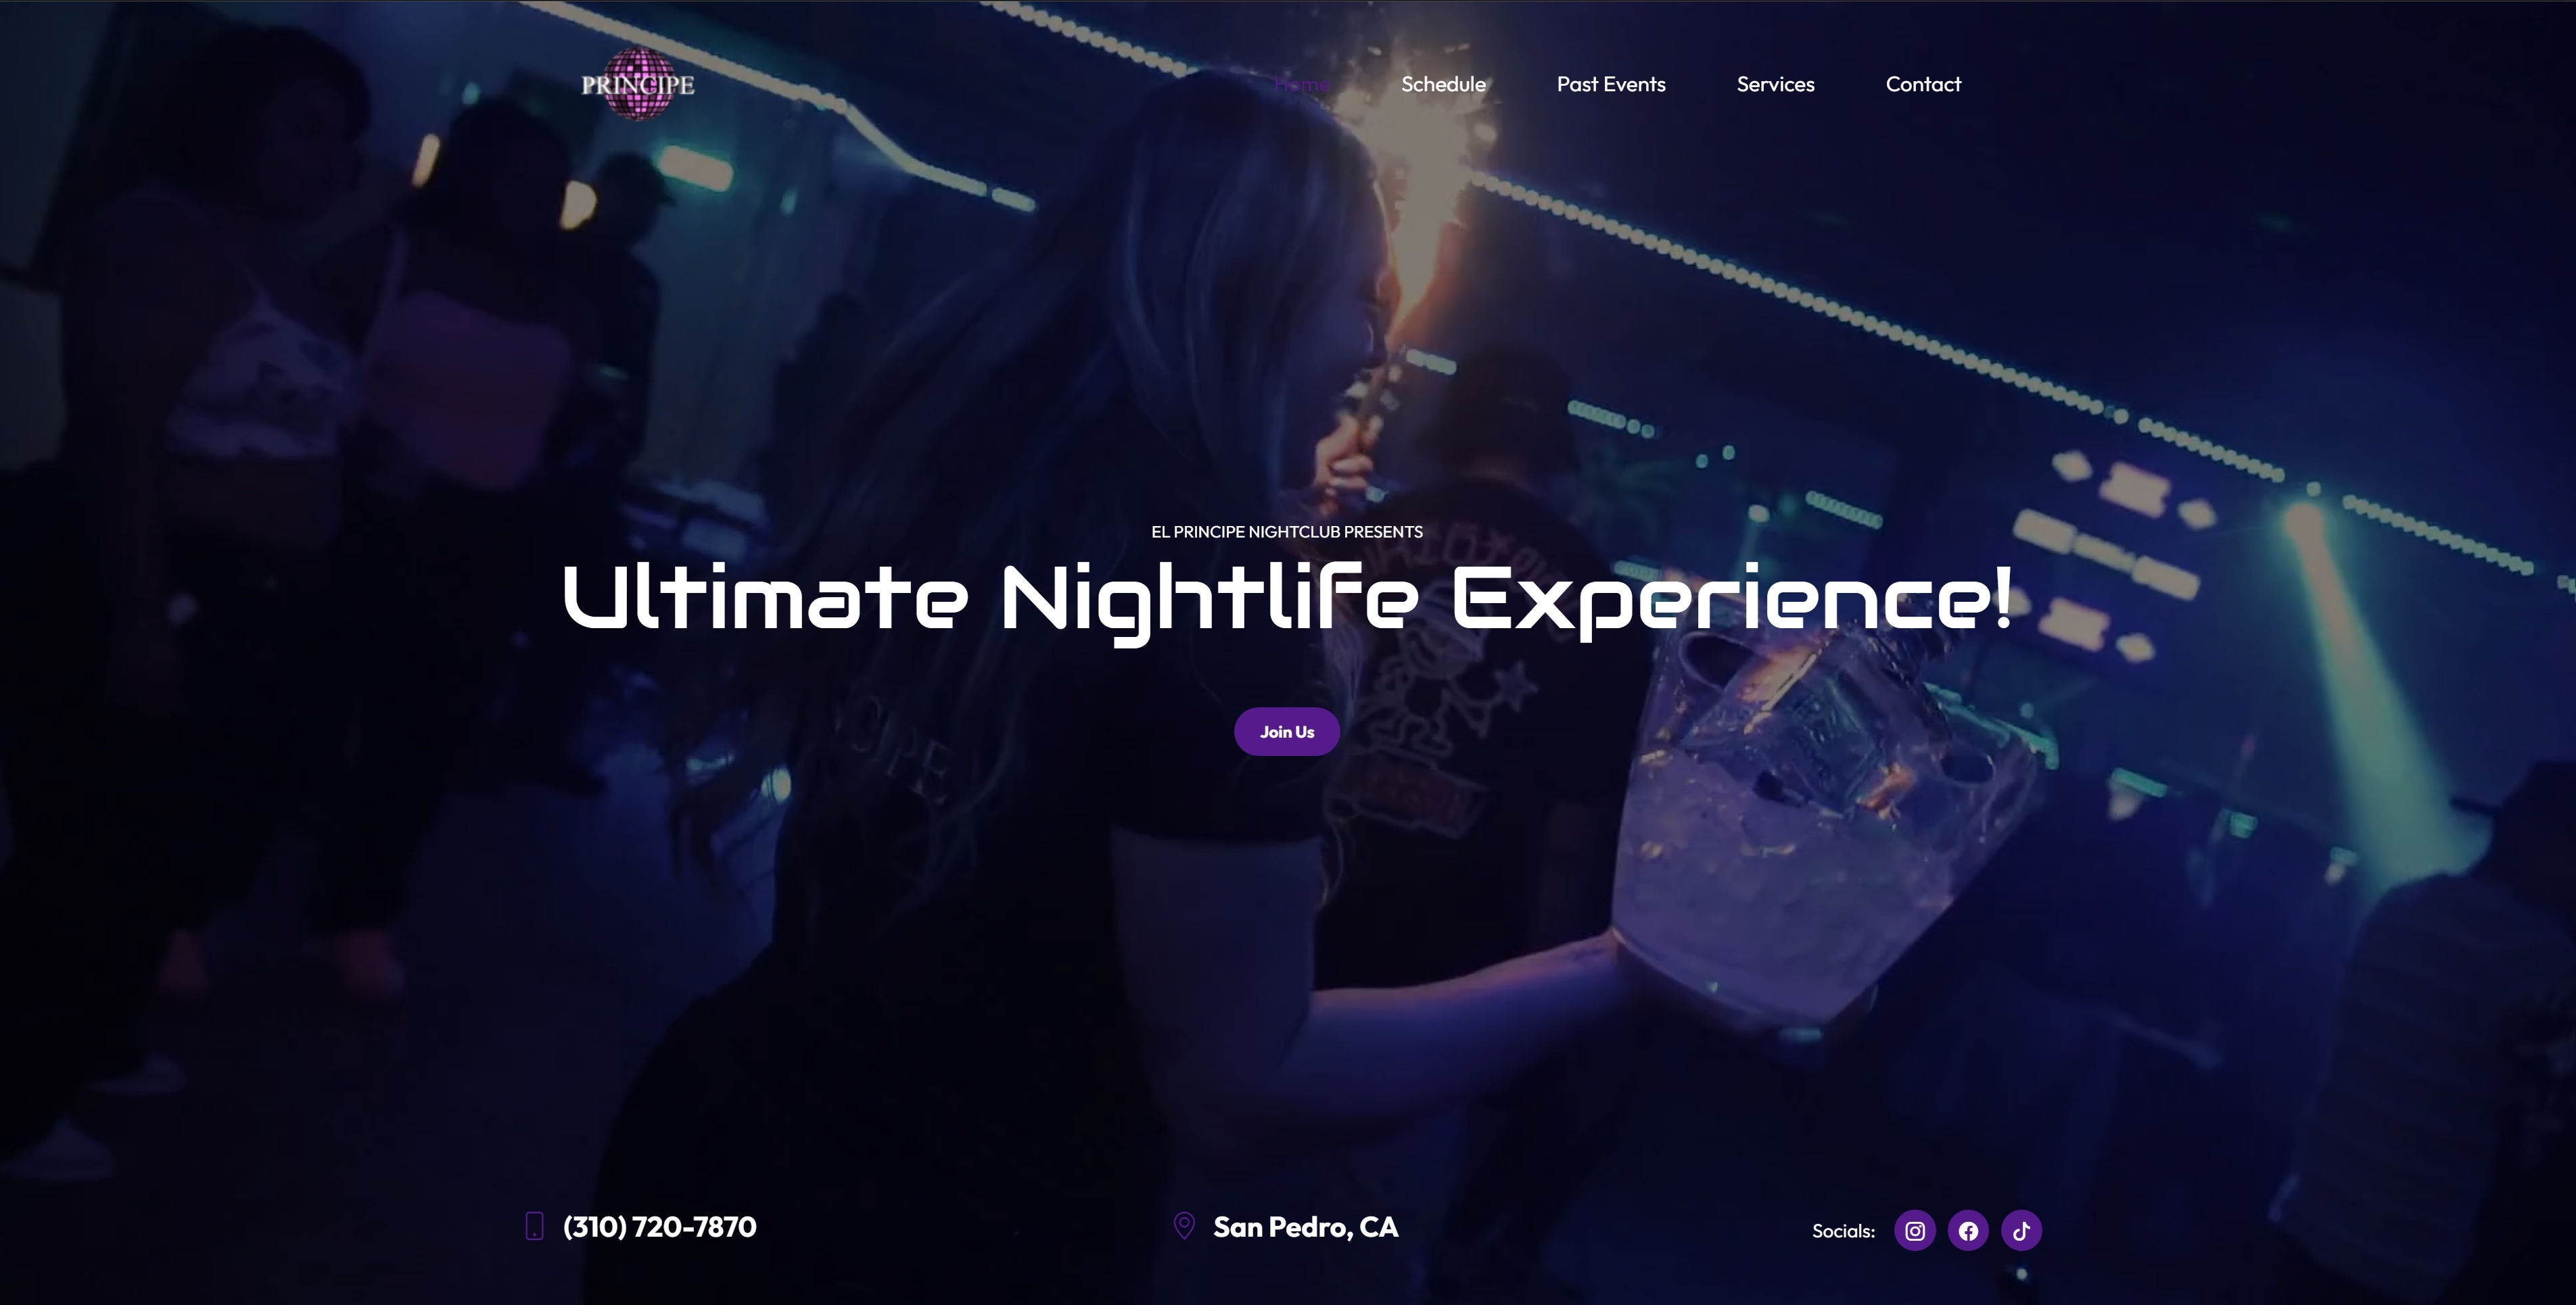 PRINCIPE
Home
Schedule
Past Events
Services
Contact
EL PRINCIPE NIGHTCLUB PRESENTS
Ultimate Nightlife Experience!
Join Us
(310) 720-7870
San Pedro, CA
Socials: